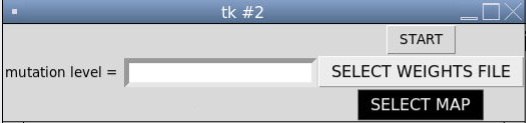 tk #2
START
mutation level =
SELECT WEIGHTS FILE
SELECT MAP